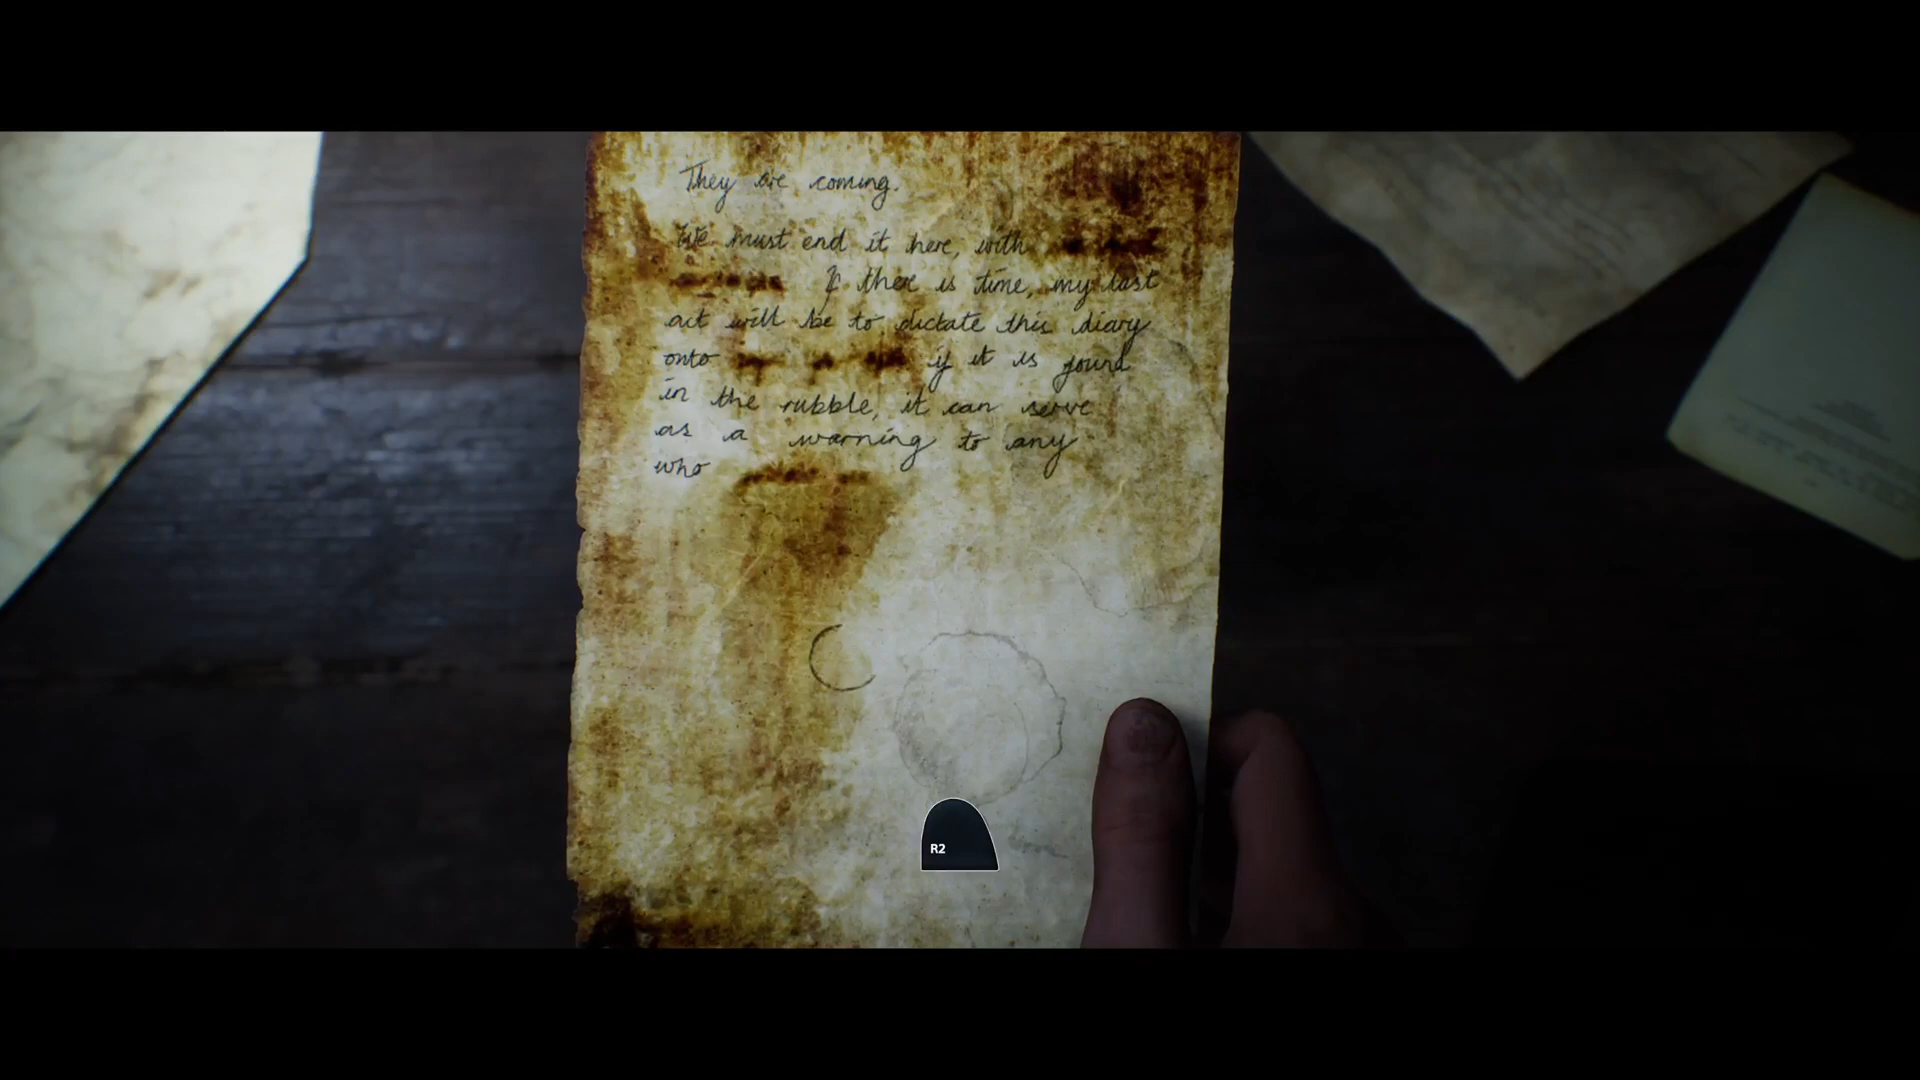 They are coming.
We must end it here, with
If there is time, my last
act will be to dictate this diary
onto if it is found
in the rubble, it can serve
as a warning to any
who
R2